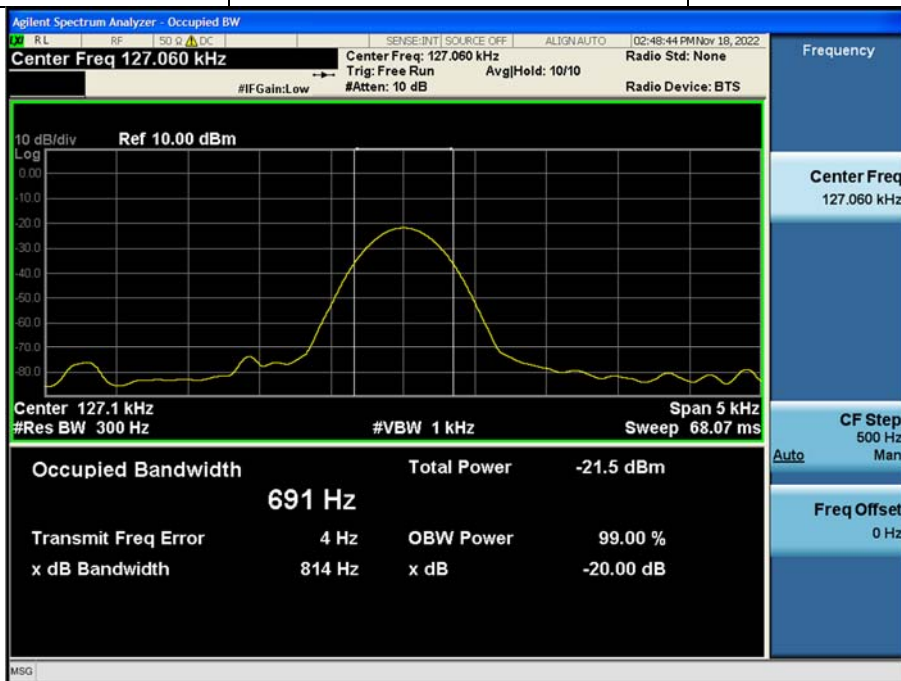 Agilent Spectrum Analyzer - Occupied BW
LXI RL RF 50 Ω DC SENSE:INT SOURCE OFF ALIGN AUTO 02:48:44 PM Nov 18, 2022
Center Freq 127.060 kHz
Center Freq: 127.060 kHz Radio Std: None
Trig: Free Run Avg|Hold: 10/10
#IFGain:Low #Atten: 10 dB Radio Device: BTS
10 dB/div Ref 10.00 dBm
Log
0.00
-10.0
-20.0
-30.0
-40.0
-50.0
-60.0
-70.0
-80.0
Center 127.1 kHz Span 5 kHz
#Res BW 300 Hz #VBW 1 kHz Sweep 68.07 ms
Occupied Bandwidth Total Power -21.5 dBm
691 Hz
Transmit Freq Error 4 Hz OBW Power 99.00 %
x dB Bandwidth 814 Hz x dB -20.00 dB
MSG
Frequency
Center Freq
127.060 kHz
CF Step
500 Hz
Auto Man
Freq Offset
0 Hz